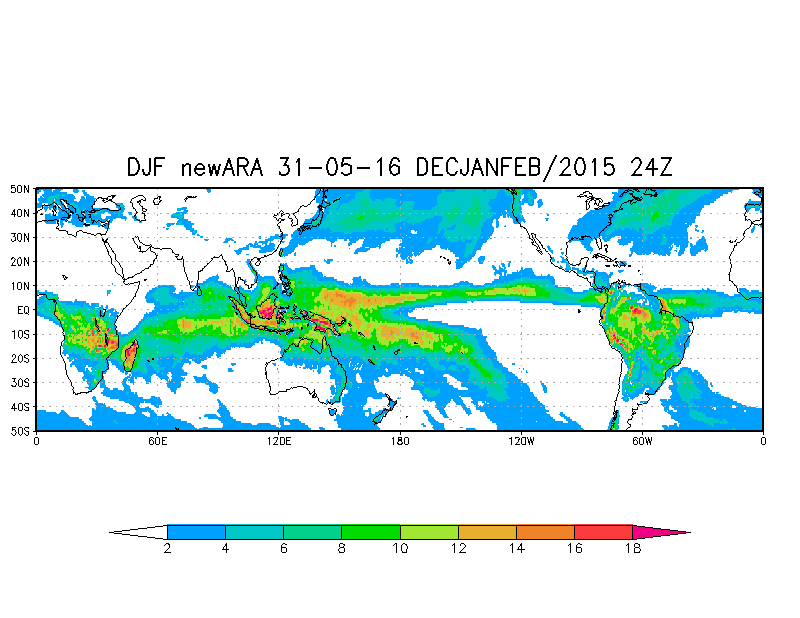 DJF newARA 31-05-16 DECJANFEB/2015 24Z
50N
40N
30N
20N
10N
EQ
10S
20S
30S
40S
50S
0 60E 120E 180 120W 60W 0
2 4 6 8 10 12 14 16 18